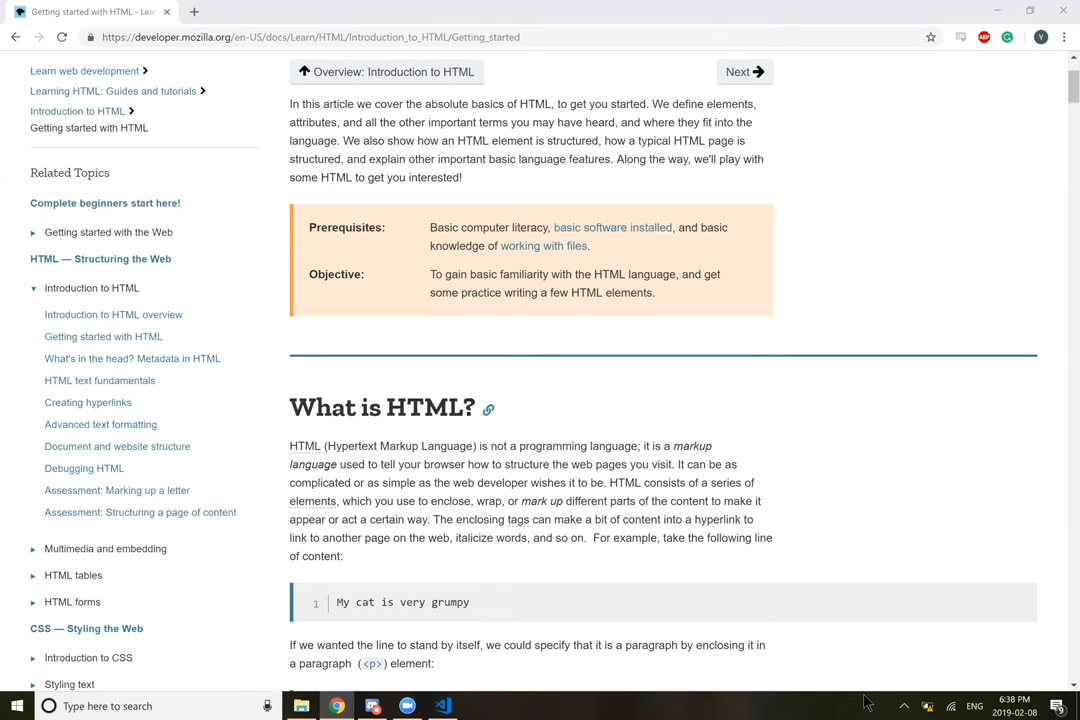 Getting started with HTML - Lear
https://developer.mozilla.org/en-US/docs/Learn/HTML/Introduction_to_HTML/Getting_started
ABP
Y
Learn web development
Learning HTML: Guides and tutorials
Introduction to HTML
Getting started with HTML
Related Topics
Complete beginners start here!
Getting started with the Web
HTML — Structuring the Web
Introduction to HTML
Introduction to HTML overview
Getting started with HTML
What's in the head? Metadata in HTML
HTML text fundamentals
Creating hyperlinks
Advanced text formatting
Document and website structure
Debugging HTML
Assessment: Marking up a letter
Assessment: Structuring a page of content
Multimedia and embedding
HTML tables
HTML forms
CSS — Styling the Web
Introduction to CSS
Styling text
Overview: Introduction to HTML
Next
In this article we cover the absolute basics of HTML, to get you started. We define elements,
attributes, and all the other important terms you may have heard, and where they fit into the
language. We also show how an HTML element is structured, how a typical HTML page is
structured, and explain other important basic language features. Along the way, we'll play with
some HTML to get you interested!
Prerequisites: Basic computer literacy, basic software installed, and basic
knowledge of working with files.
Objective: To gain basic familiarity with the HTML language, and get
some practice writing a few HTML elements.
What is HTML?
HTML (Hypertext Markup Language) is not a programming language; it is a markup
language used to tell your browser how to structure the web pages you visit. It can be as
complicated or as simple as the web developer wishes it to be. HTML consists of a series of
elements, which you use to enclose, wrap, or mark up different parts of the content to make it
appear or act a certain way. The enclosing tags can make a bit of content into a hyperlink to
link to another page on the web, italicize words, and so on.  For example, take the following line
of content:
1 My cat is very grumpy
If we wanted the line to stand by itself, we could specify that it is a paragraph by enclosing it in
a paragraph (<p>) element:
Type here to search
ENG
6:38 PM
2019-02-08
9